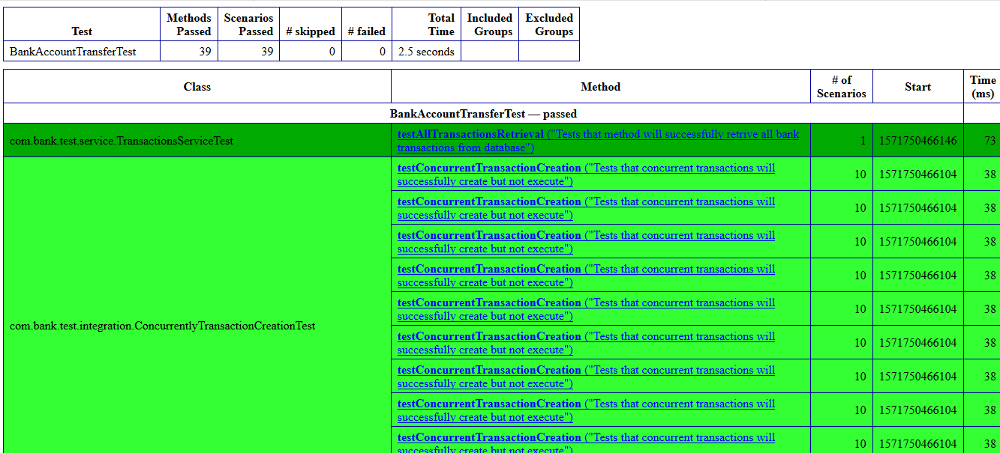 Test Methods Passed Scenarios Passed # skipped # failed Total Time Included Groups Excluded Groups
BankAccountTransferTest 39 39 0 0 2.5 seconds
Class Method # of Scenarios Start Time (ms)
BankAccountTransferTest — passed
com.bank.test.service.TransactionsServiceTest
testAllTransactionsRetrieval ("Tests that method will successfully retrive all bank
transactions from database")
1 1571750466146 73
com.bank.test.integration.ConcurrentlyTransactionCreationTest
testConcurrentTransactionCreation ("Tests that concurrent transactions will
successfully create but not execute")
10 1571750466104 38
testConcurrentTransactionCreation ("Tests that concurrent transactions will
successfully create but not execute")
10 1571750466104 38
testConcurrentTransactionCreation ("Tests that concurrent transactions will
successfully create but not execute")
10 1571750466104 38
testConcurrentTransactionCreation ("Tests that concurrent transactions will
successfully create but not execute")
10 1571750466104 38
testConcurrentTransactionCreation ("Tests that concurrent transactions will
successfully create but not execute")
10 1571750466104 38
testConcurrentTransactionCreation ("Tests that concurrent transactions will
successfully create but not execute")
10 1571750466104 38
testConcurrentTransactionCreation ("Tests that concurrent transactions will
successfully create but not execute")
10 1571750466104 38
testConcurrentTransactionCreation ("Tests that concurrent transactions will
successfully create but not execute")
10 1571750466104 38
testConcurrentTransactionCreation ("Tests that concurrent transactions will
successfully create but not execute")
10 1571750466104 38